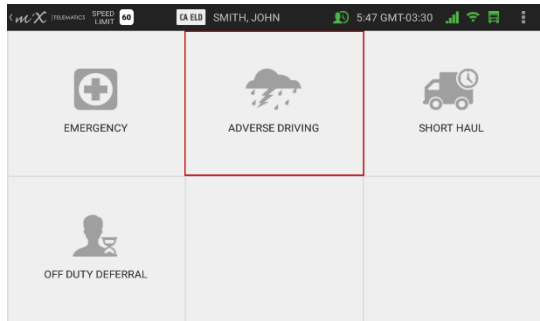 miX TELEMATICS SPEED LIMIT 60 CA ELD SMITH, JOHN 5:47 GMT-03:30
EMERGENCY
ADVERSE DRIVING
SHORT HAUL
OFF DUTY DEFERRAL